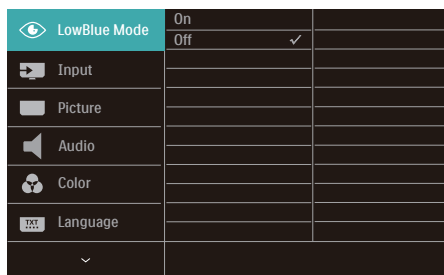 LowBlue Mode
On
Off
Input
Picture
Audio
Color
TXT
Language